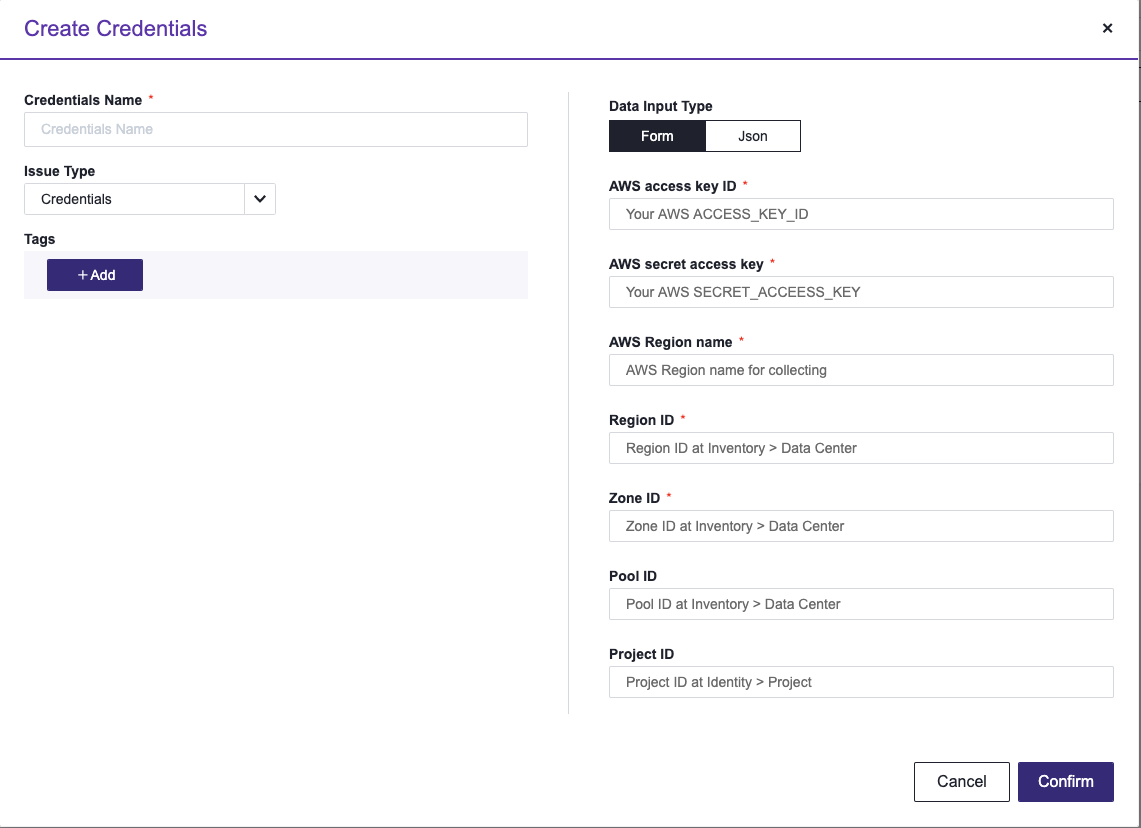 Create Credentials
×
Credentials Name *
Credentials Name
Issue Type
Credentials
Tags
+ Add
Data Input Type
Form Json
AWS access key ID *
Your AWS ACCESS_KEY_ID
AWS secret access key *
Your AWS SECRET_ACCEESS_KEY
AWS Region name *
AWS Region name for collecting
Region ID *
Region ID at Inventory > Data Center
Zone ID *
Zone ID at Inventory > Data Center
Pool ID
Pool ID at Inventory > Data Center
Project ID
Project ID at Identity > Project
Cancel Confirm